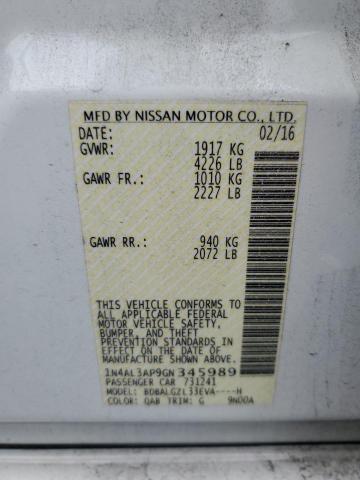 MFD BY NISSAN MOTOR CO., LTD.
DATE: 02/16
GVWR: 1917 KG
4226 LB
GAWR FR.: 1010 KG
2227 LB
GAWR RR.: 940 KG
2072 LB
THIS VEHICLE CONFORMS TO
ALL APPLICABLE FEDERAL
MOTOR VEHICLE SAFETY,
BUMPER, AND THEFT
PREVENTION STANDARDS IN
EFFECT ON THE DATE OF
MANUFACTURE SHOWN ABOVE.
1N4AL3AP9GN345989
PASSENGER CAR 731241
MODEL: BDBALGZL33EVA----H
COLOR: QAB TRIM: G 9N00A